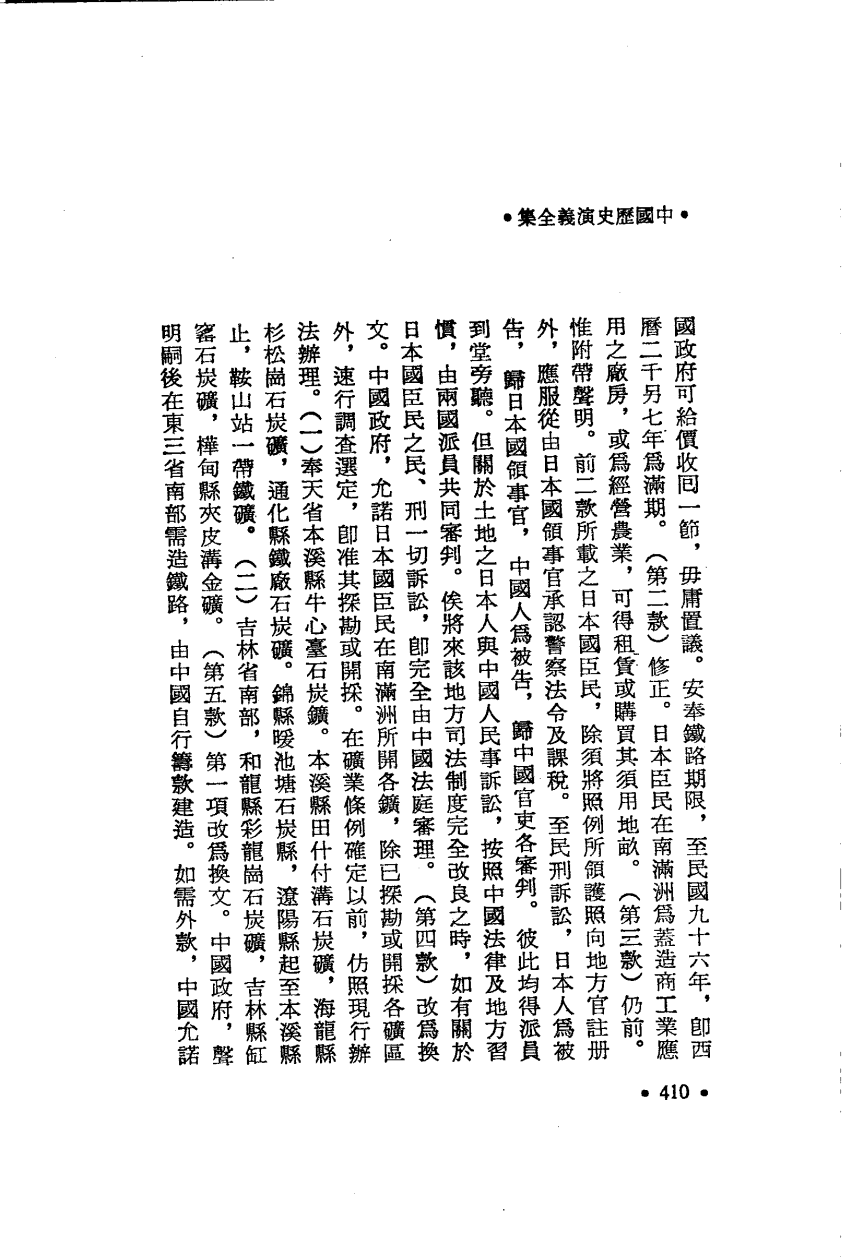 •中國歷史演義全集•
國政府可給價收回一節，毋庸置議。安奉鐵路期限，至民國九十六年，卽西
曆二千另七年爲滿期。（第二款）修正。日本臣民在南滿洲爲蓋造商工業應
用之廠房，或爲經營農業，可得租賃或購買其須用地畝。（第三款）仍前。
惟附帶聲明。前二款所載之日本國臣民，除須將照例所領護照向地方官註册
外，應服從由日本國領事官承認警察法令及課稅。至民刑訴訟，日本人爲被
告，歸日本國領事官，中國人爲被告，歸中國官吏各審判。彼此均得派員
到堂旁聽。但關於土地之日本人與中國人民事訴訟，按照中國法律及地方習
慣，由兩國派員共同審判。俟將來該地方司法制度完全改良之時，如有關於
日本國臣民之民、刑一切訴訟，卽完全由中國法庭審理。（第四款）改爲換
文。中國政府，允諾日本國臣民在南滿洲所開各鑛，除已探勘或開採各礦區
外，速行調查選定，卽准其探勘或開採。在礦業條例確定以前，仿照現行辦
法辦理。（一）奉天省本溪縣牛心臺石炭鑛。本溪縣田什付溝石炭礦，海龍縣
杉松崗石炭礦，通化縣鐵廠石炭礦。錦縣暖池塘石炭縣，遼陽縣起至本溪縣
止，鞍山站一帶鐵礦。（二）吉林省南部，和龍縣彩龍崗石炭礦，吉林縣缸
窰石炭礦，樺甸縣夾皮溝金礦。（第五款）第一項改爲換文。中國政府，聲
明嗣後在東三省南部需造鐵路，由中國自行籌款建造。如需外款，中國允諾
•410•